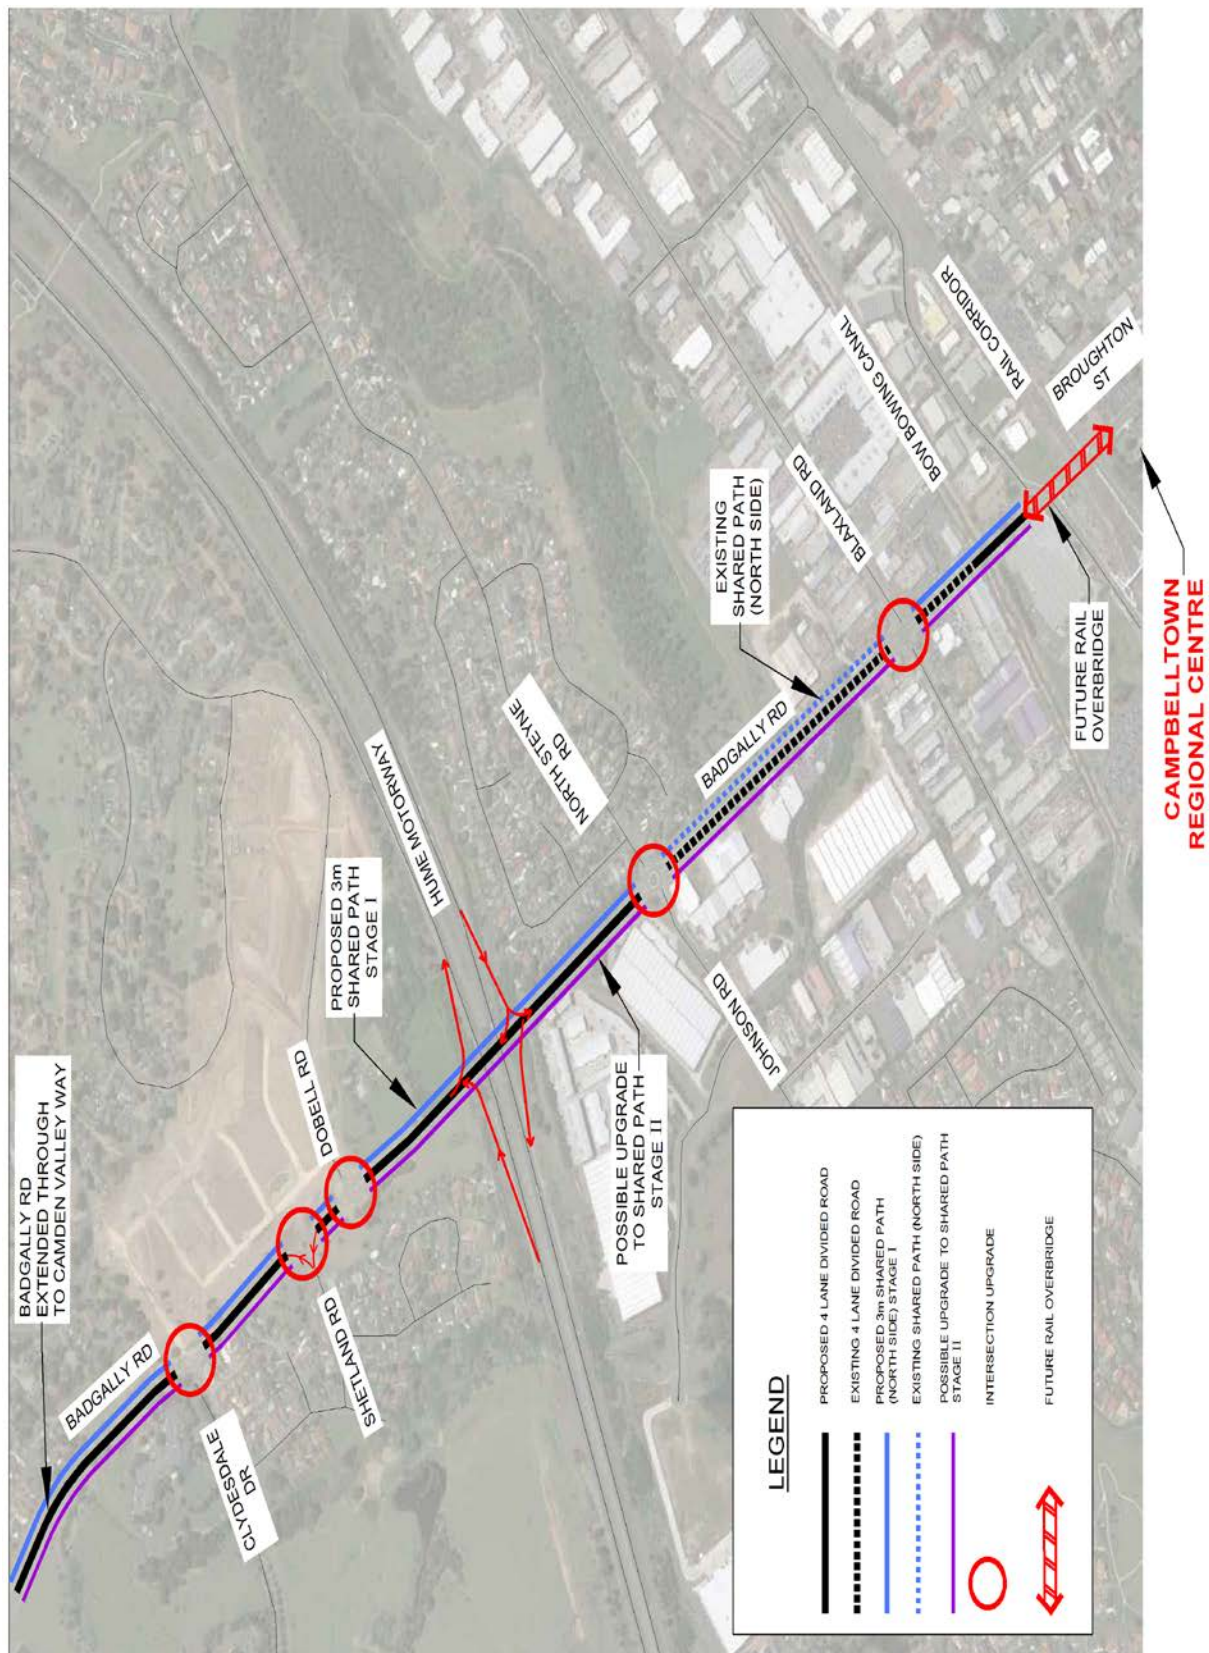 BADGALLY RD
EXTENDED THROUGH
TO CAMDEN VALLEY WAY
BADGALLY RD
CLYDESDALE
DR
SHETLAND RD
DOBELL RD
PROPOSED 3m
SHARED PATH
STAGE I
HUME MOTORWAY
NORTH STEYNE
RD
POSSIBLE UPGRADE
TO SHARED PATH
STAGE II
JOHNSON RD
BADGALLY RD
EXISTING
SHARED PATH
(NORTH SIDE)
BLAXLAND RD
BOW BOWING CANAL
RAIL CORRIDOR
BROUGHTON
ST
FUTURE RAIL
OVERBRIDGE
CAMPBELLTOWN
REGIONAL CENTRE
LEGEND
PROPOSED 4 LANE DIVIDED ROAD
EXISTING 4 LANE DIVIDED ROAD
PROPOSED 3m SHARED PATH
(NORTH SIDE) STAGE I
EXISTING SHARED PATH (NORTH SIDE)
POSSIBLE UPGRADE TO SHARED PATH
STAGE II
INTERSECTION UPGRADE
FUTURE RAIL OVERBRIDGE